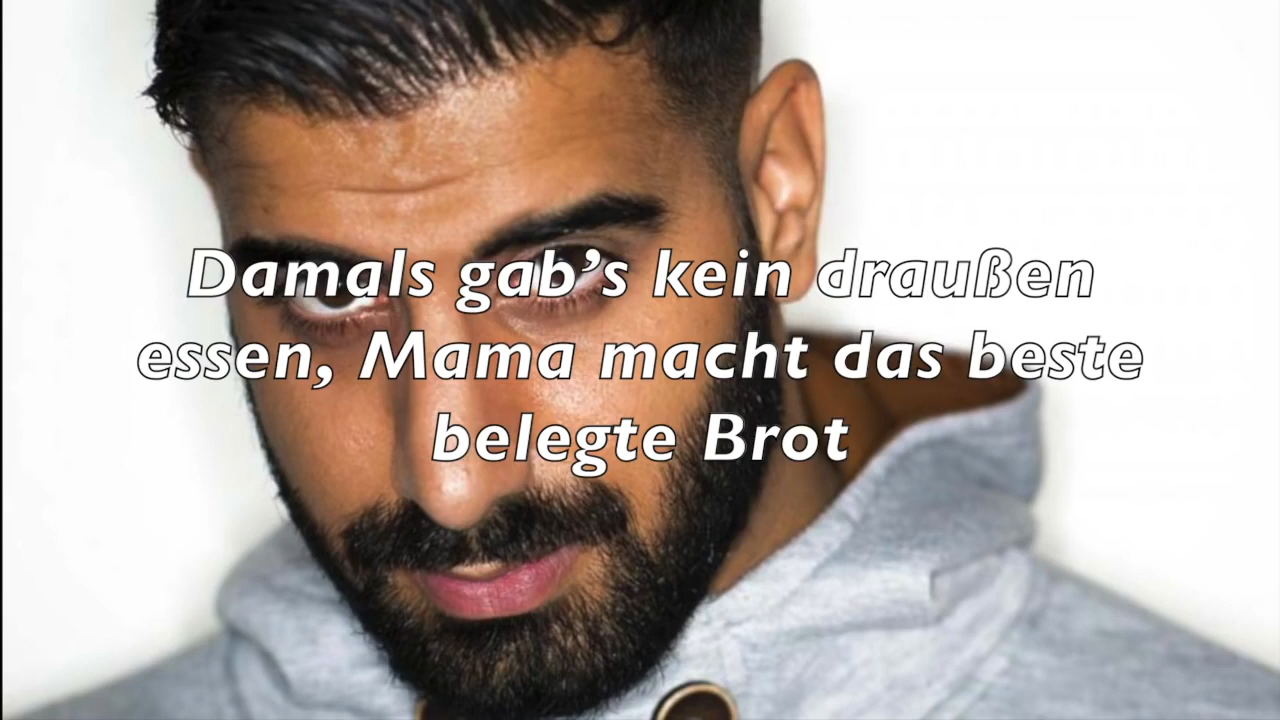 Damals gab’s kein draußen
essen, Mama macht das beste
belegte Brot